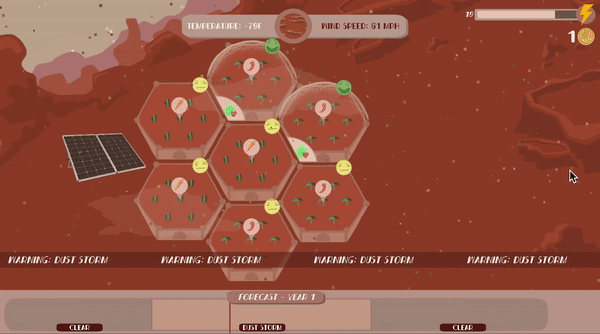 TEMPERATURE: -79F
WIND SPEED: 61 MPH
18
1
WARNING: DUST STORM WARNING: DUST STORM WARNING: DUST STORM WARNING: DUST STORM
FORECAST - YEAR 1
CLEAR DUST STORM CLEAR